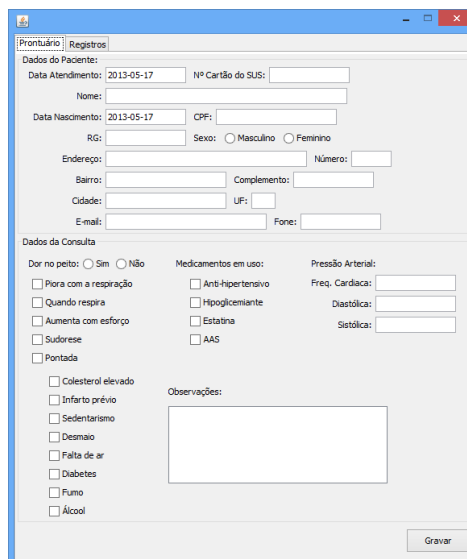 Prontuário Registros
Dados do Paciente:
Data Atendimento: 2013-05-17 Nº Cartão do SUS:
Nome:
Data Nascimento: 2013-05-17 CPF:
RG: Sexo: Masculino Feminino
Endereço: Número:
Bairro: Complemento:
Cidade: UF:
E-mail: Fone:
Dados da Consulta
Dor no peito: Sim Não Medicamentos em uso: Pressão Arterial:
Piora com a respiração Anti-hipertensivo Freq. Cardiaca:
Quando respira Hipoglicemiante Diastólica:
Aumenta com esforço Estatina Sistólica:
Sudorese AAS
Pontada
Colesterol elevado
Infarto prévio Observações:
Sedentarismo
Desmaio
Falta de ar
Diabetes
Fumo
Álcool
Gravar